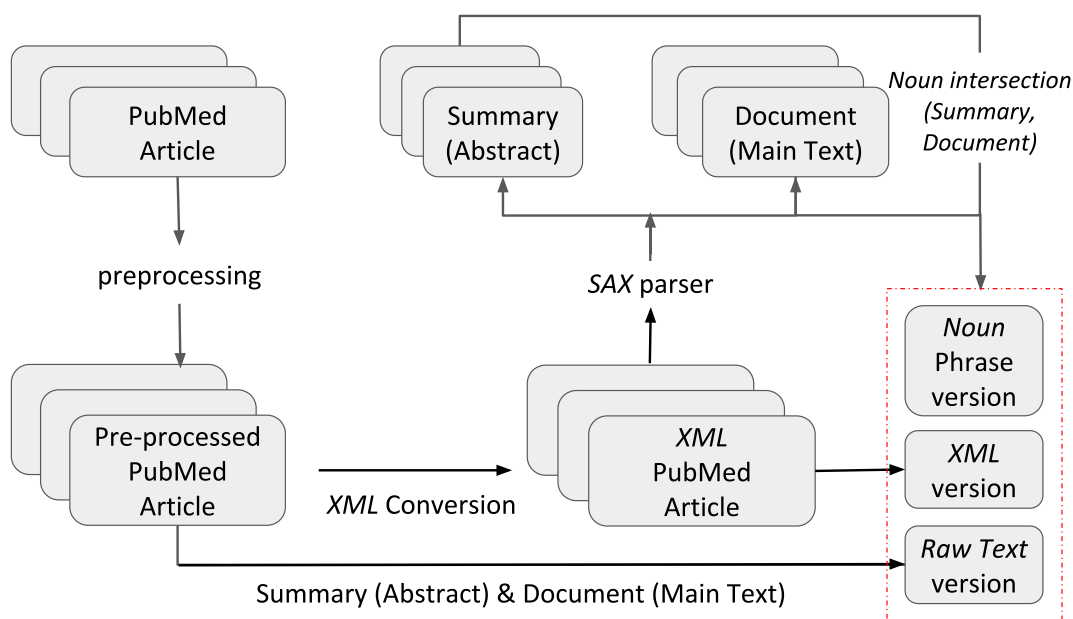 PubMed
Article
Summary
(Abstract)
Document
(Main Text)
Noun intersection
(Summary,
Document)
preprocessing
SAX parser
Noun
Phrase
version
Pre-processed
PubMed
Article
XML Conversion
XML
PubMed
Article
XML
version
Raw Text
version
Summary (Abstract) & Document (Main Text)